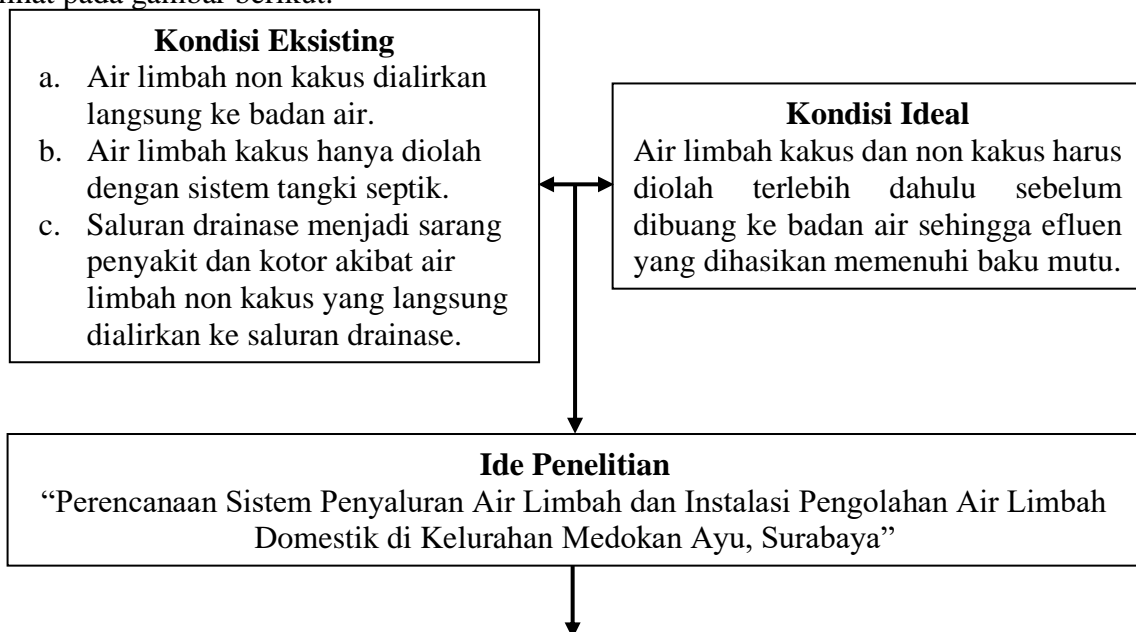 Kondisi Eksisting
a. Air limbah non kakus dialirkan
langsung ke badan air.
b. Air limbah kakus hanya diolah
dengan sistem tangki septik.
c. Saluran drainase menjadi sarang
penyakit dan kotor akibat air
limbah non kakus yang langsung
dialirkan ke saluran drainase.
Kondisi Ideal
Air limbah kakus dan non kakus harus
diolah terlebih dahulu sebelum
dibuang ke badan air sehingga efluen
yang dihasikan memenuhi baku mutu.
Ide Penelitian
“Perencanaan Sistem Penyaluran Air Limbah dan Instalasi Pengolahan Air Limbah
Domestik di Kelurahan Medokan Ayu, Surabaya”